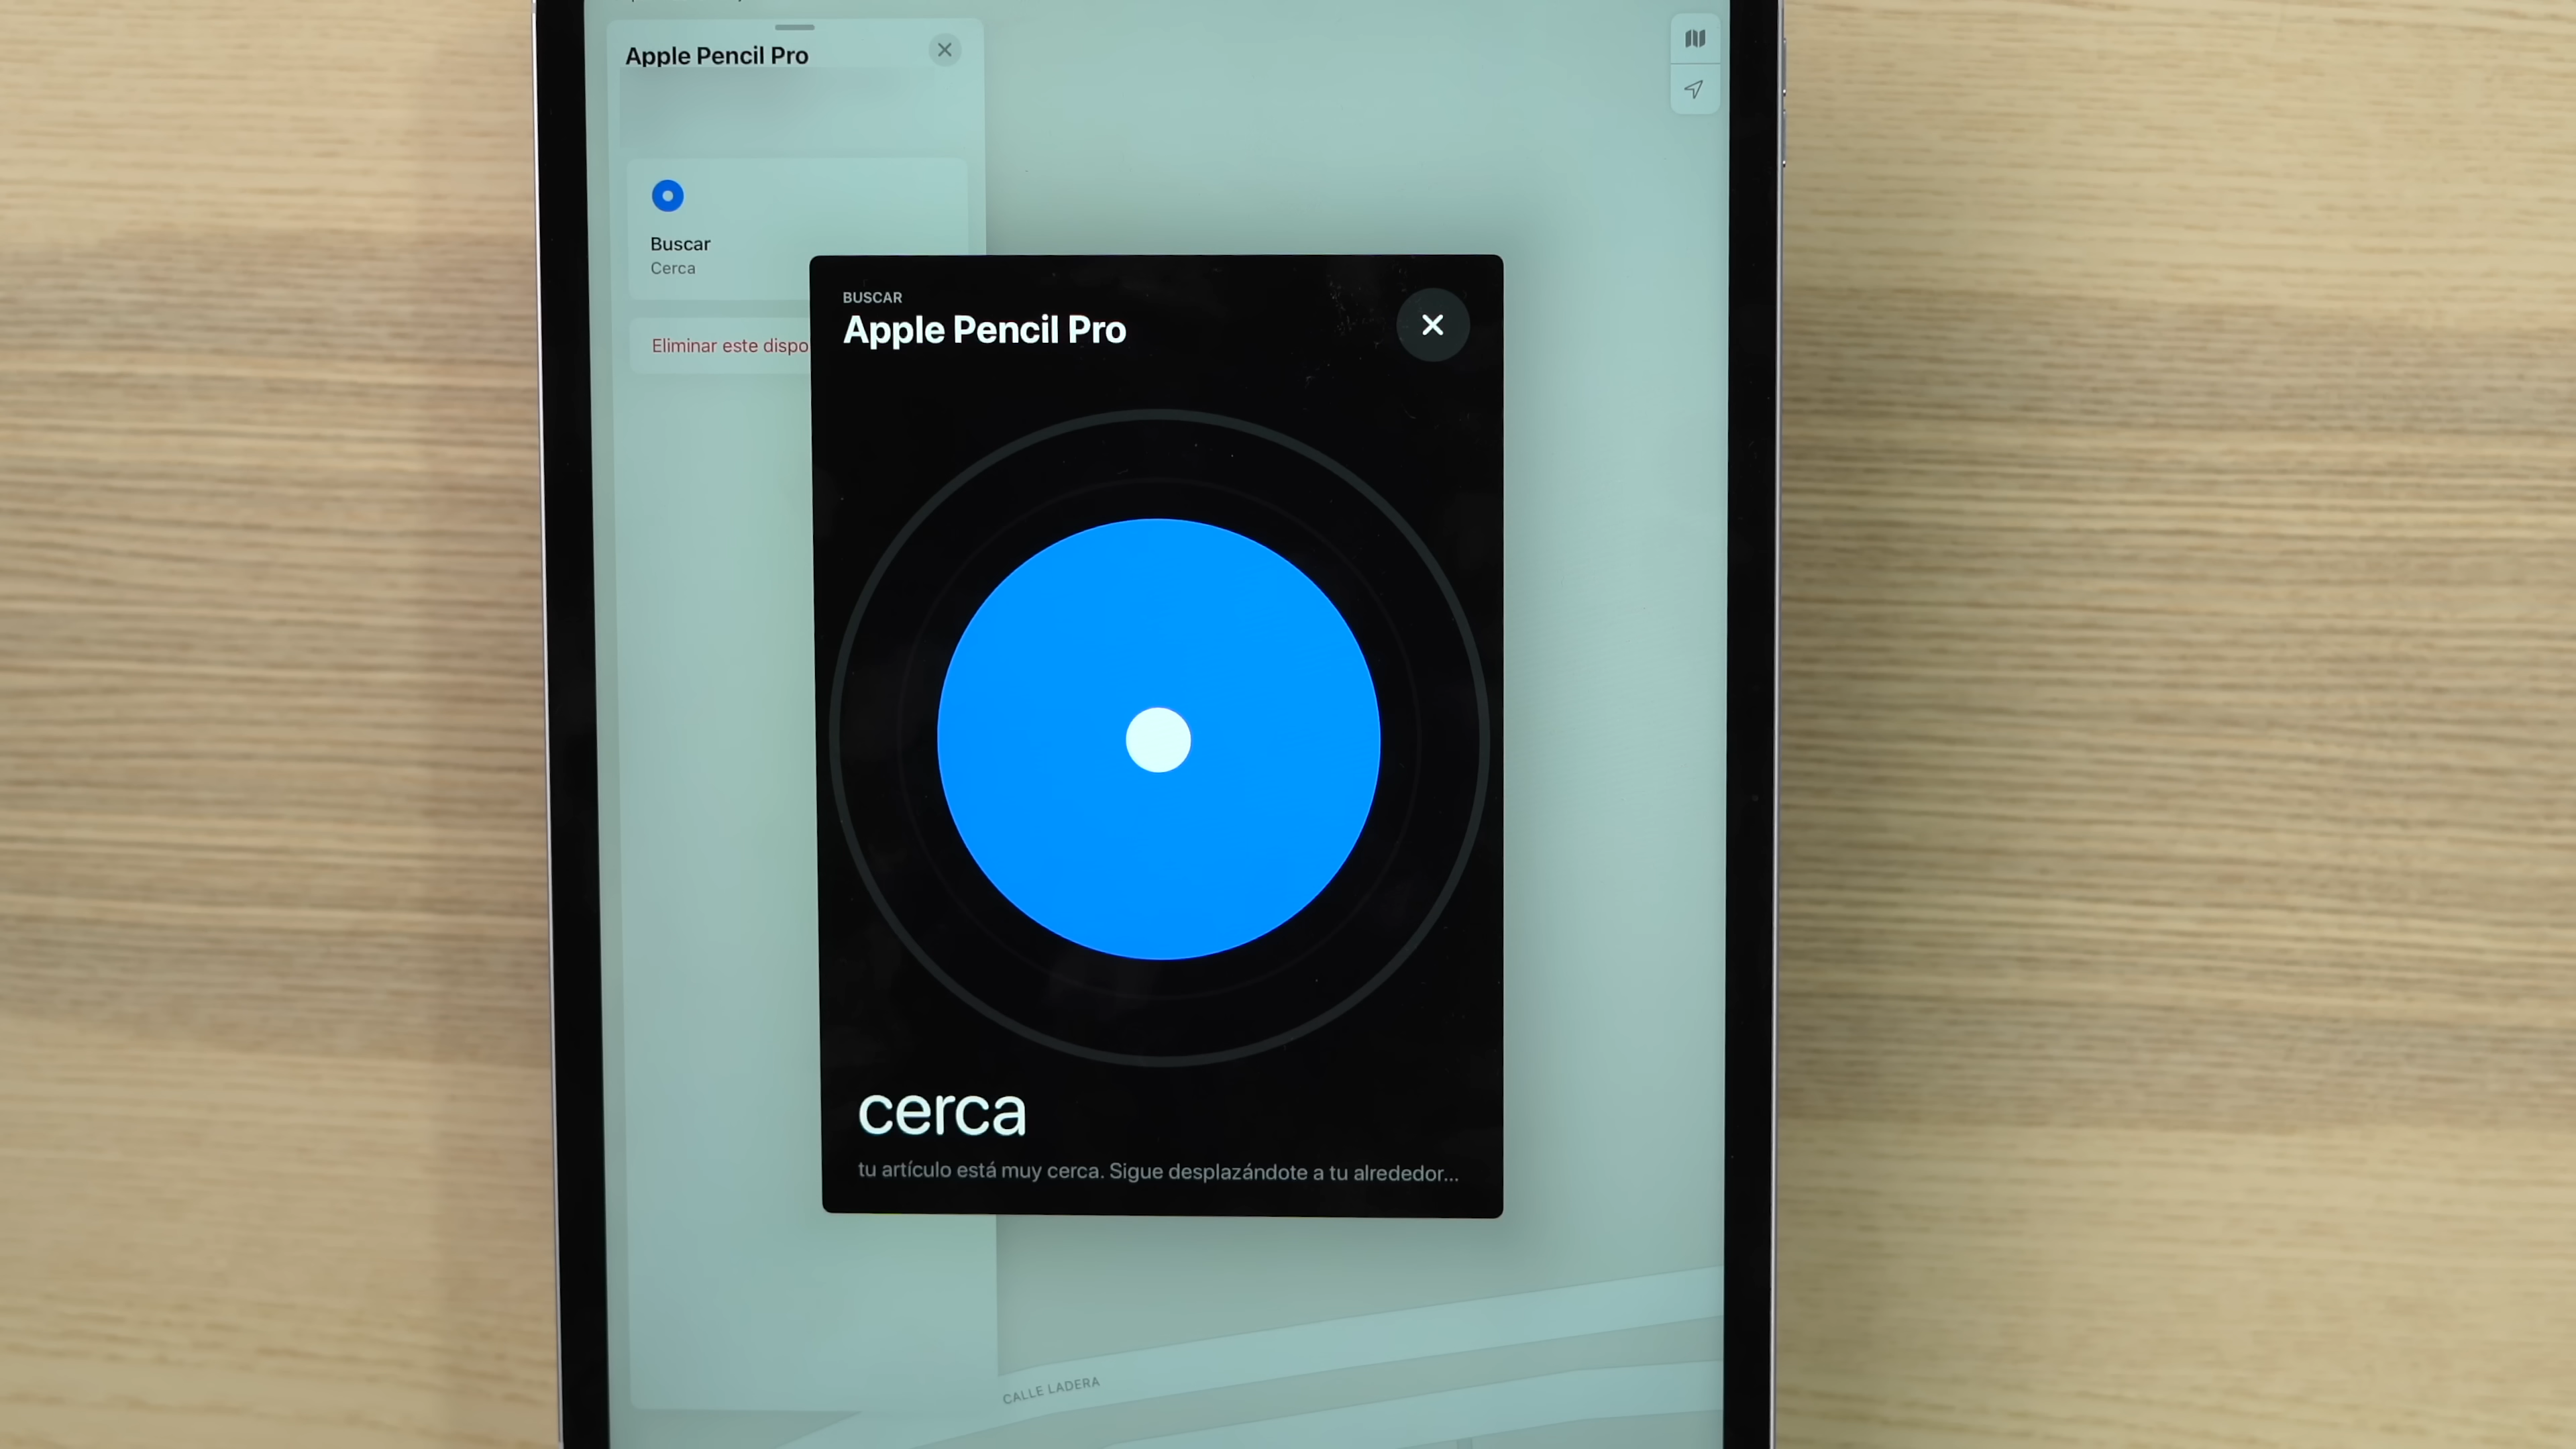 Apple Pencil Pro
Buscar
Cerca
Eliminar este dispo
BUSCAR
Apple Pencil Pro
cerca
tu artículo está muy cerca. Sigue desplazándote a tu alrededor...
CALLE LADERA